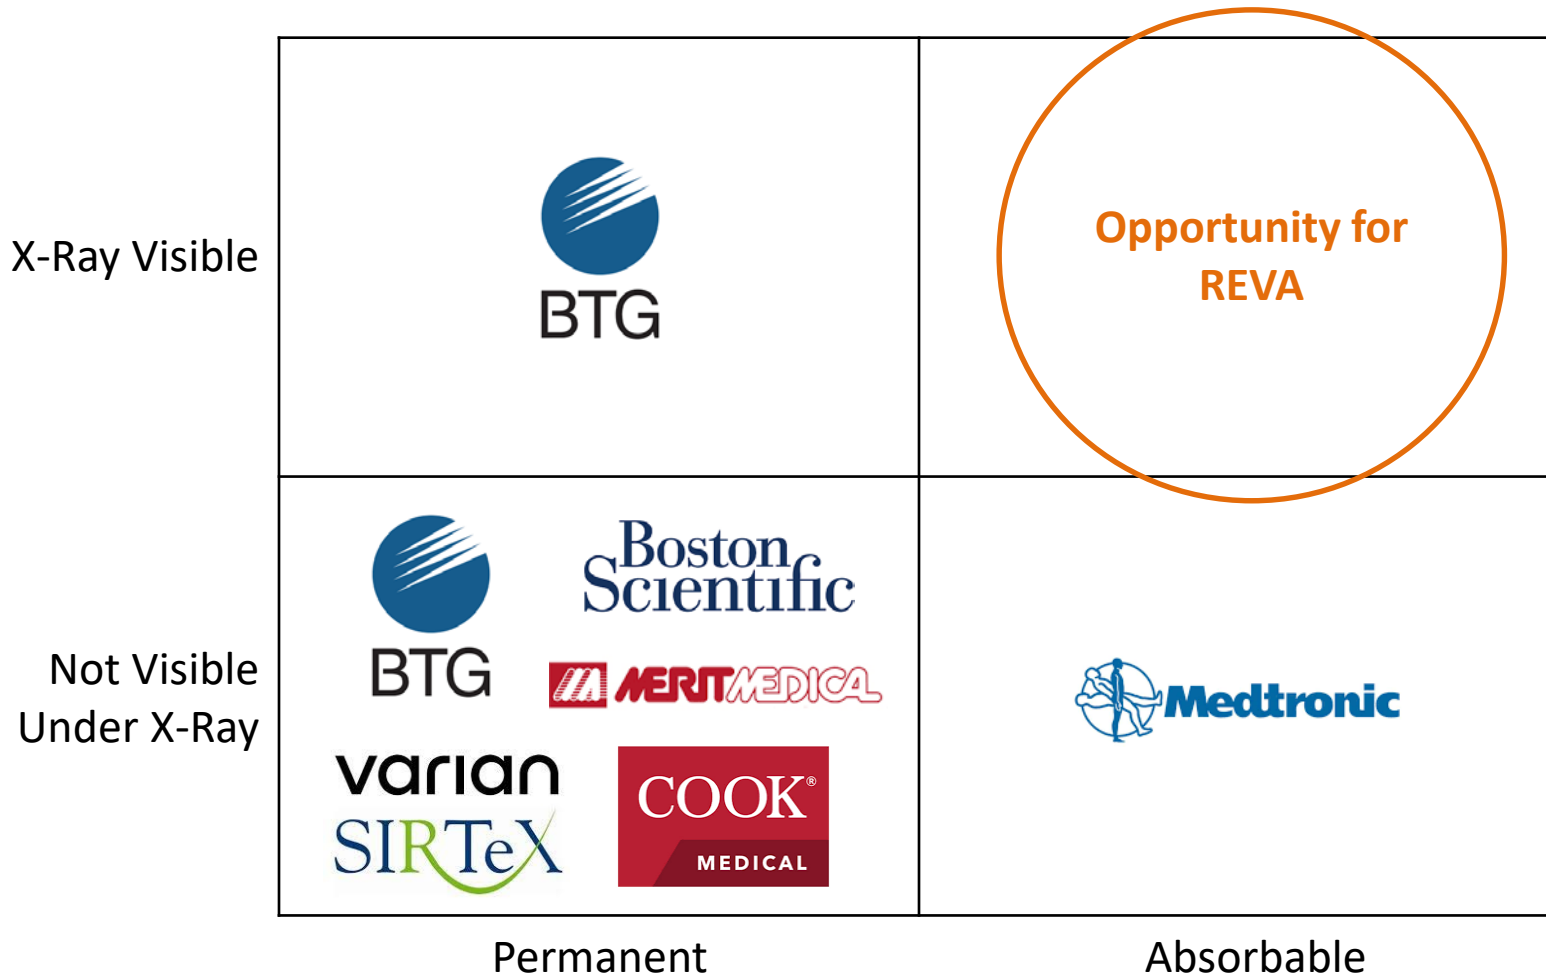 X-Ray Visible
BTG
Opportunity for
REVA
Not Visible
Under X-Ray
BTG
Boston
Scientific
MERIT MEDICAL
varian
SIRTeX
COOK®
MEDICAL
Medtronic
Permanent
Absorbable